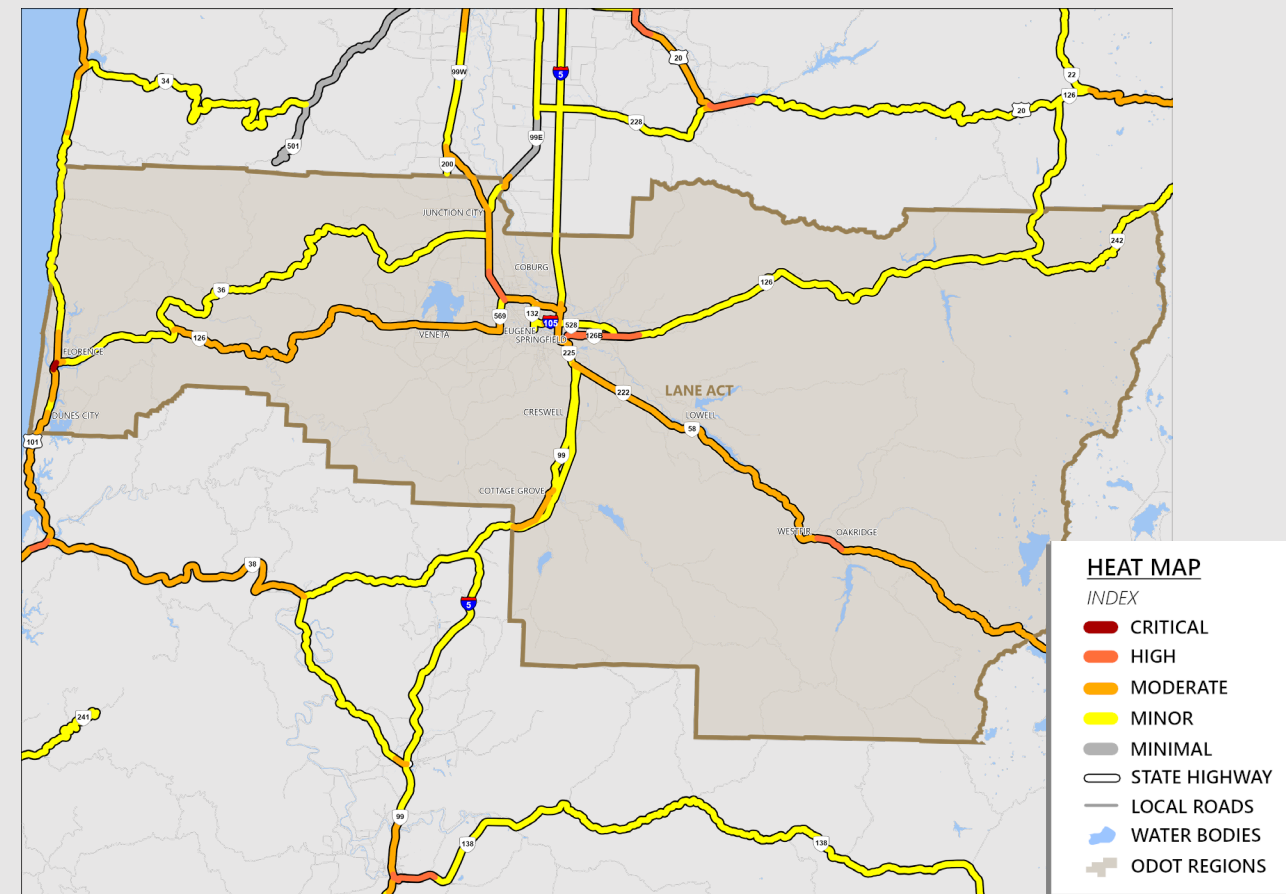 20
99W
5
22
34
126
20
228
99E
501
200
JUNCTION CITY
242
COBURG
126
36
132
569
105
528
EUGENE
126B
126
VENETA
SPRINGFIELD
FLORENCE
225
LANE ACT
222
CRESWELL
LOWELL
DUNES CITY
58
101
99
COTTAGE GROVE
WESTFIR
OAKRIDGE
38
5
241
99
138
138
HEAT MAP
INDEX
CRITICAL
HIGH
MODERATE
MINOR
MINIMAL
STATE HIGHWAY
LOCAL ROADS
WATER BODIES
ODOT REGIONS